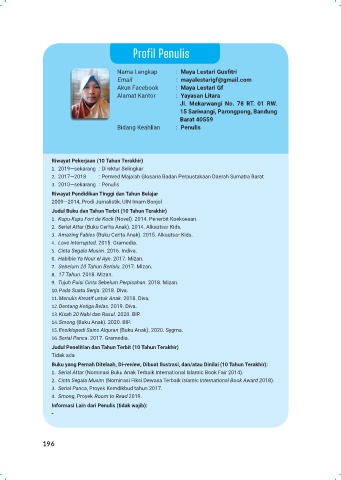 Profil Penulis
Nama Lengkap : Maya Lestari Gusfitri
Email : mayalestarigf@gmail.com
Akun Facebook : Maya Lestari Gf
Alamat Kantor : Yayasan Litara
Jl. Mekarwangi No. 78 RT. 01 RW.
15 Sariwangi, Parongpong, Bandung
Barat 40559
Bidang Keahlian : Penulis
Riwayat Pekerjaan (10 Tahun Terakhir)
1. 2019—sekarang : Direktur Selingkar
2. 2017—2018 : Pemred Majalah Glosaria Badan Perpustakaan Daerah Sumatra Barat
3. 2010—sekarang : Penulis
Riwayat Pendidikan Tinggi dan Tahun Belajar
2009—2014, Prodi Jurnalistik, UIN Imam Bonjol
Judul Buku dan Tahun Terbit (10 Tahun Terakhir)
1. Kupu-Kupu Fort de Kock (Novel). 2014. Penerbit Koekoesan.
2. Serial Attar (Buku Cerita Anak). 2014. Alkautsar Kids.
3. Amazing Fables (Buku Cerita Anak). 2015. Alkautsar Kids.
4. Love Interrupted. 2015. Gramedia.
5. Cinta Segala Musim. 2016. Indiva.
6. Habibie Ya Nour el Ayn. 2017. Mizan.
7. Sebelum 20 Tahun Berlalu. 2017. Mizan.
8. 17 Tahun. 2018. Mizan.
9. Tujuh Puisi Cinta Sebelum Perpisahan. 2018. Mizan.
10. Pada Suatu Senja. 2018. Diva.
11. Menulis Kreatif untuk Anak. 2018. Diva.
12. Dentang Ketiga Belas. 2019. Diva.
13. Kisah 20 Nabi dan Rasul. 2020. BIP.
14. Smong (Buku Anak). 2020. BIP.
15. Ensiklopedi Sains Alquran (Buku Anak). 2020. Sygma.
16. Serial Panca. 2017. Gramedia.
Judul Penelitian dan Tahun Terbit (10 Tahun Terakhir)
Tidak ada
Buku yang Pernah Ditelaah, Di-review, Dibuat Ilustrasi, dan/atau Dinilai (10 Tahun Terakhir):
1. Serial Attar (Nominasi Buku Anak Terbaik International Islamic Book Fair 2014).
2. Cinta Segala Musim (Nominasi Fiksi Dewasa Terbaik Islamic International Book Award 2018).
3. Serial Panca, Proyek Kemdikbud tahun 2017.
4. Smong, Proyek Room to Read 2019.
Informasi Lain dari Penulis (tidak wajib):
-
196